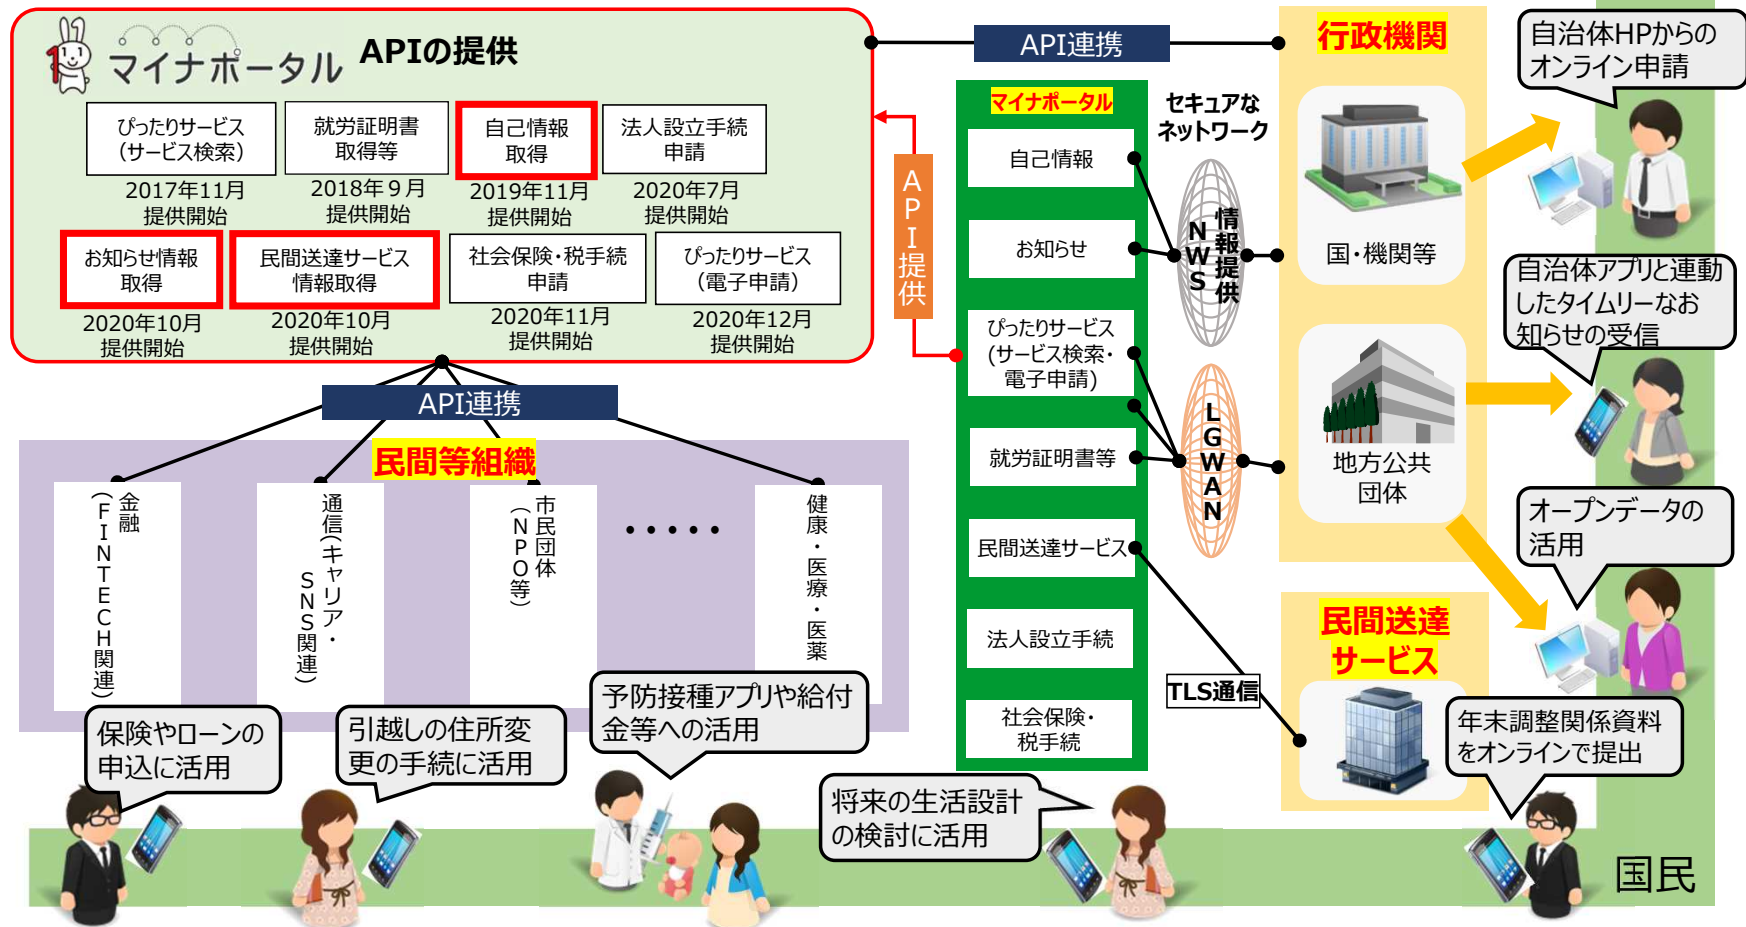 マイナポータル
APIの提供
ぴったりサービス
（サービス検索）
2017年11月
提供開始
就労証明書
取得等
2018年９月
提供開始
自己情報
取得
2019年11月
提供開始
法人設立手続
申請
2020年7月
提供開始
お知らせ情報
取得
2020年10月
提供開始
民間送達サービス
情報取得
2020年10月
提供開始
社会保険・税手続
申請
2020年11月
提供開始
ぴったりサービス
（電子申請）
2020年12月
提供開始
API連携
API提供
マイナポータル
自己情報
お知らせ
ぴったりサービス
(サービス検索・
電子申請)
就労証明書等
民間送達サービス
法人設立手続
社会保険・
税手続
セキュアな
ネットワーク
情報提供
NWS
LGWAN
TLS通信
行政機関
国・機関等
地方公共
団体
民間送達
サービス
自治体HPからの
オンライン申請
自治体アプリと連動
したタイムリーなお
知らせの受信
オープンデータの
活用
年末調整関係資料
をオンラインで提出
API連携
民間等組織
金融
（FINTECH関連）
通信(キャリア・
SNS関連）
市民団体
（NPO等）
・・・・・
健康・医療・医薬
保険やローンの
申込に活用
引越しの住所変
更の手続に活用
予防接種アプリや給付
金等への活用
将来の生活設計
の検討に活用
国民